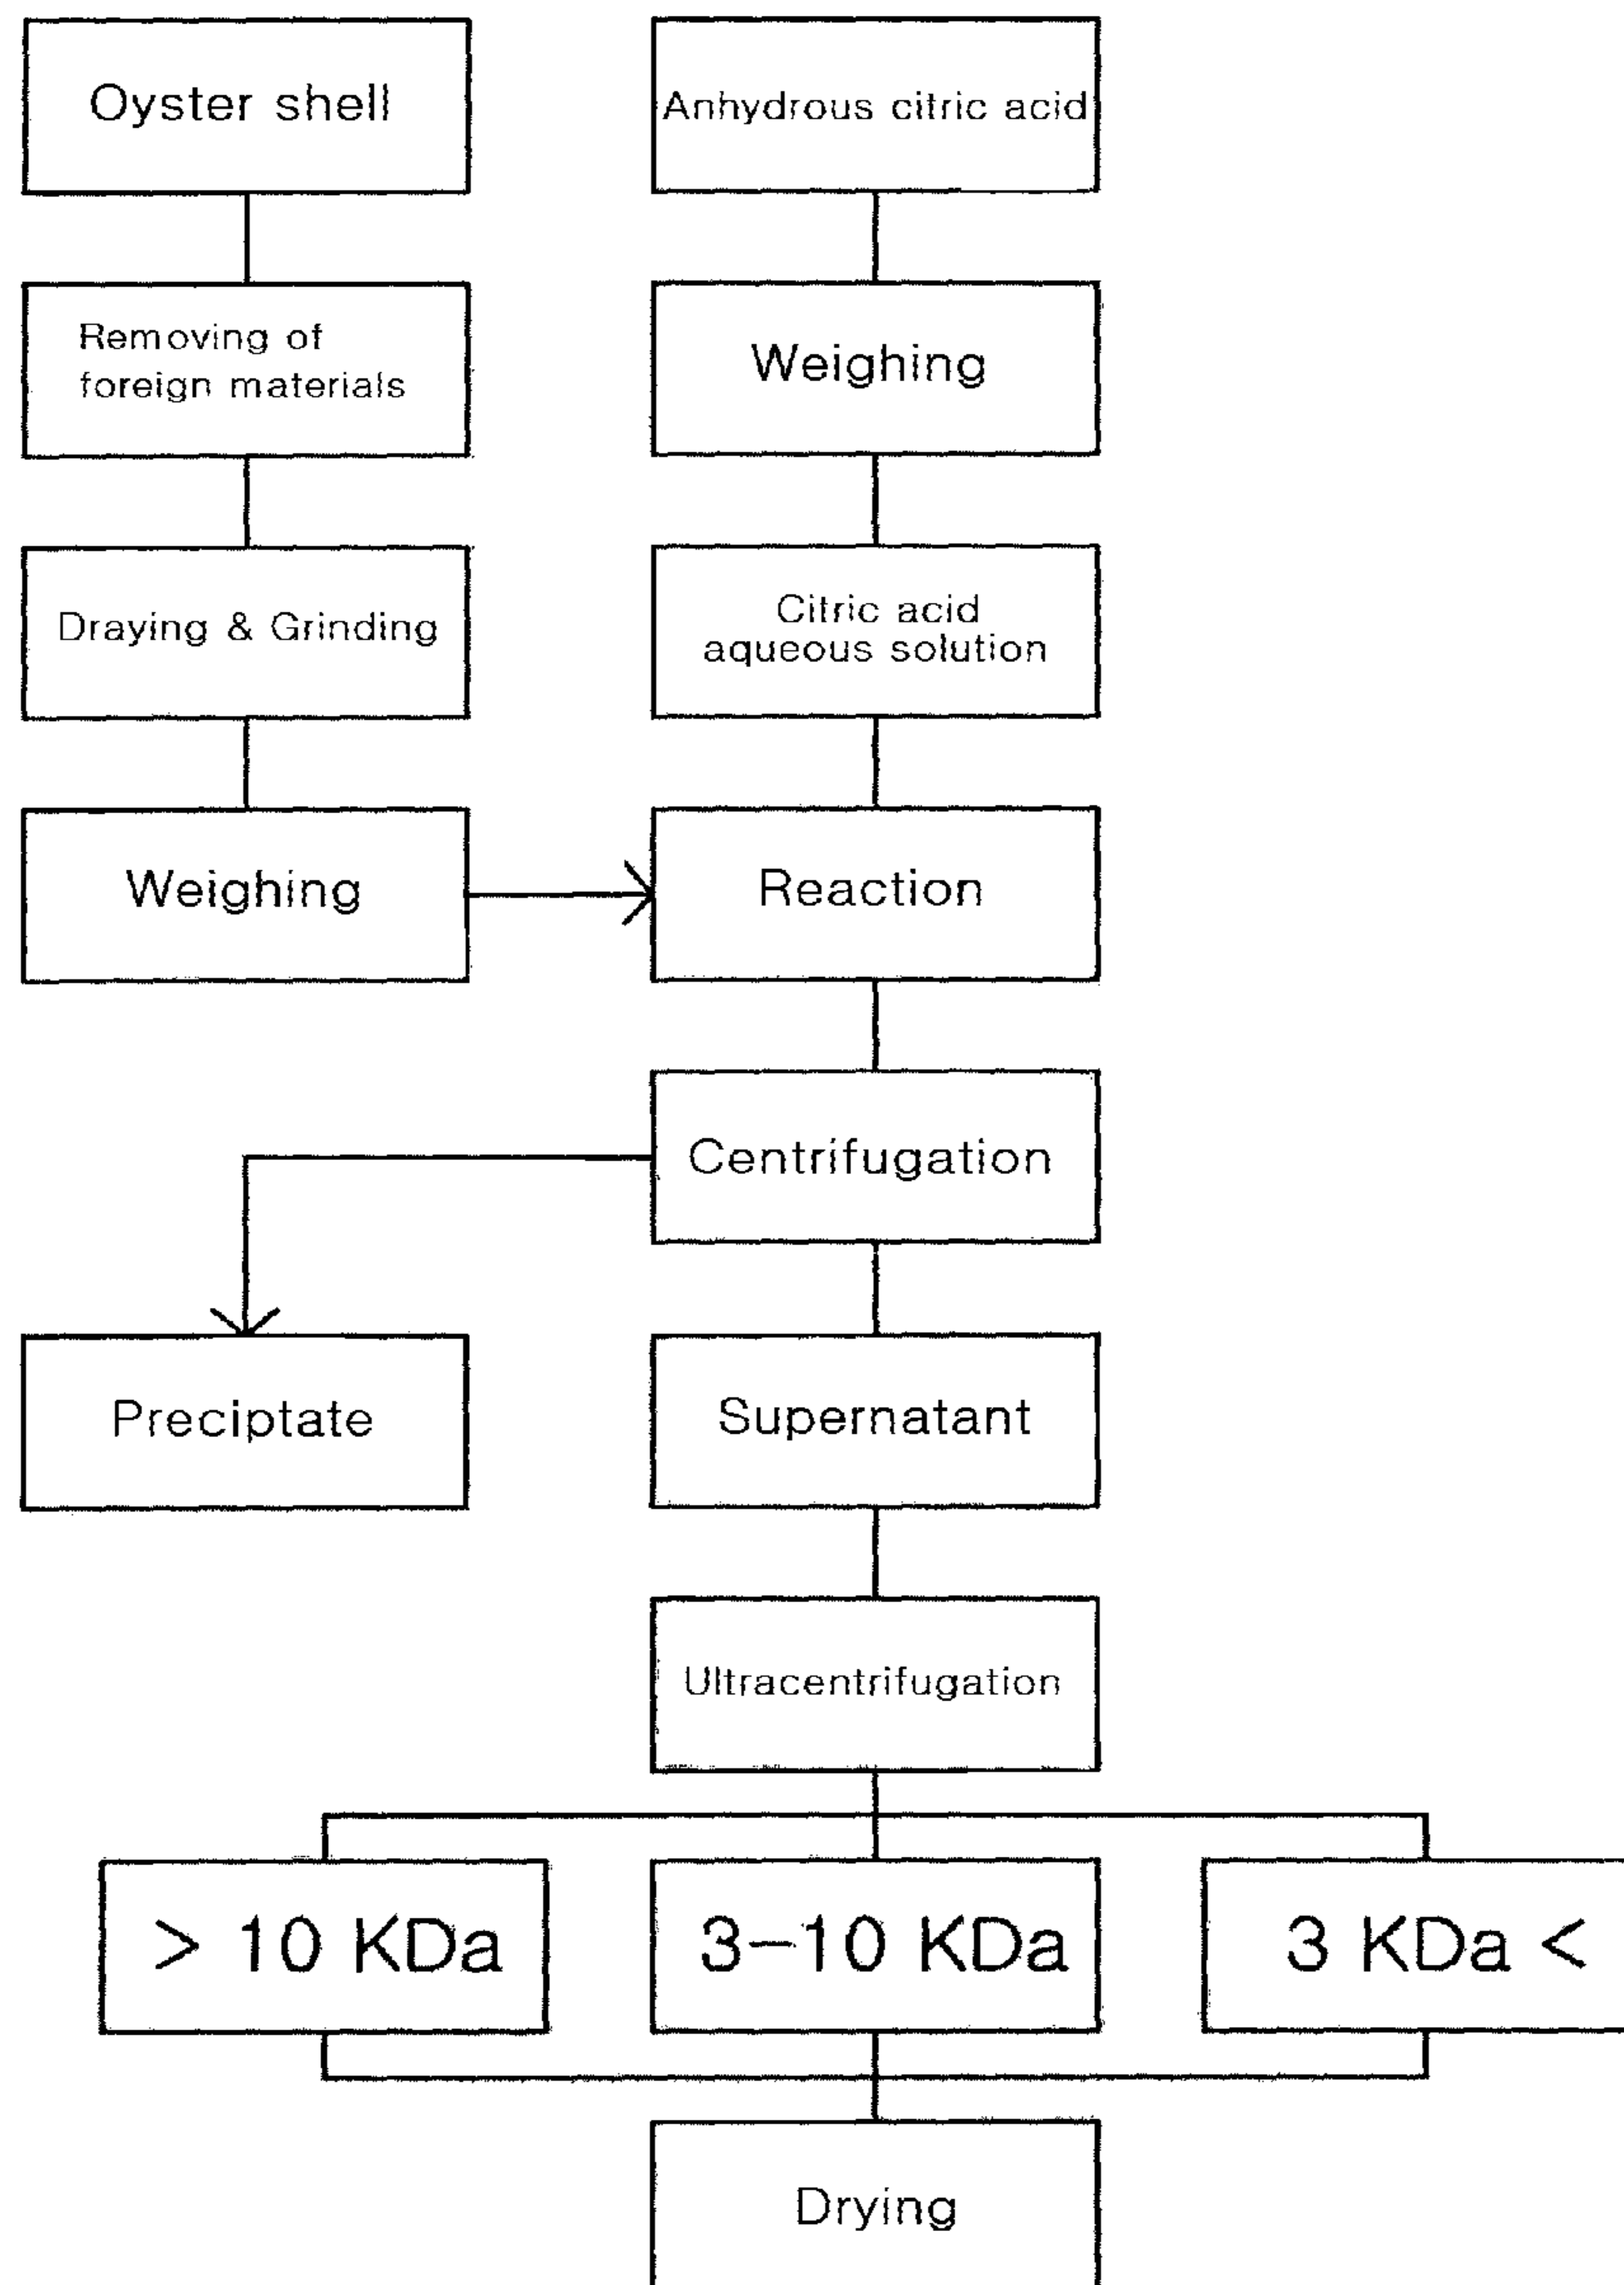 Oyster shell
Anhydrous citric acid
Removing of
foreign materials
Weighing
Draying & Grinding
Citric acid
aqueous solution
Weighing
Reaction
Centrifugation
Preciptate
Supernatant
Ultracentrifugation
> 10 KDa
3-10 KDa
3 KDa <
Drying